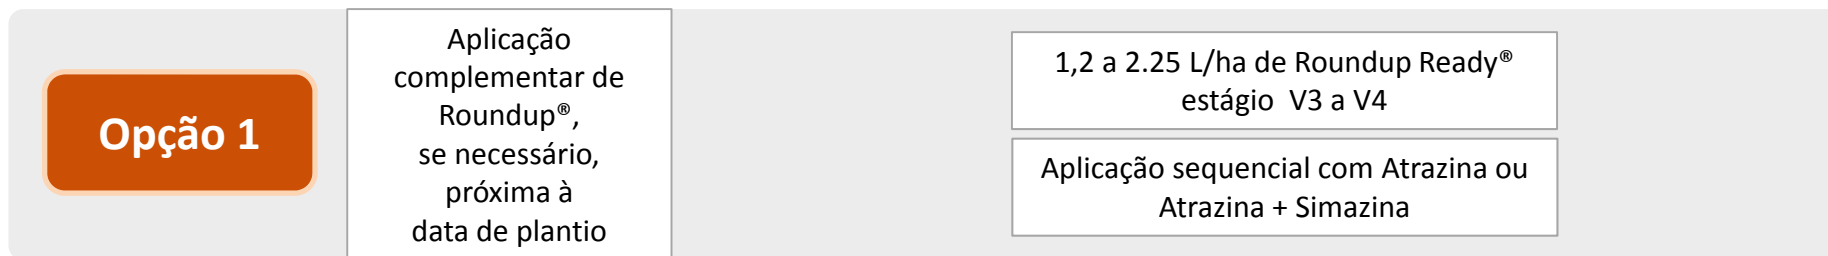 Opção 1
Aplicação
complementar de
Roundup®,
se necessário,
próxima à
data de plantio
1,2 a 2.25 L/ha de Roundup Ready®
estágio V3 a V4
Aplicação sequencial com Atrazina ou
Atrazina + Simazina